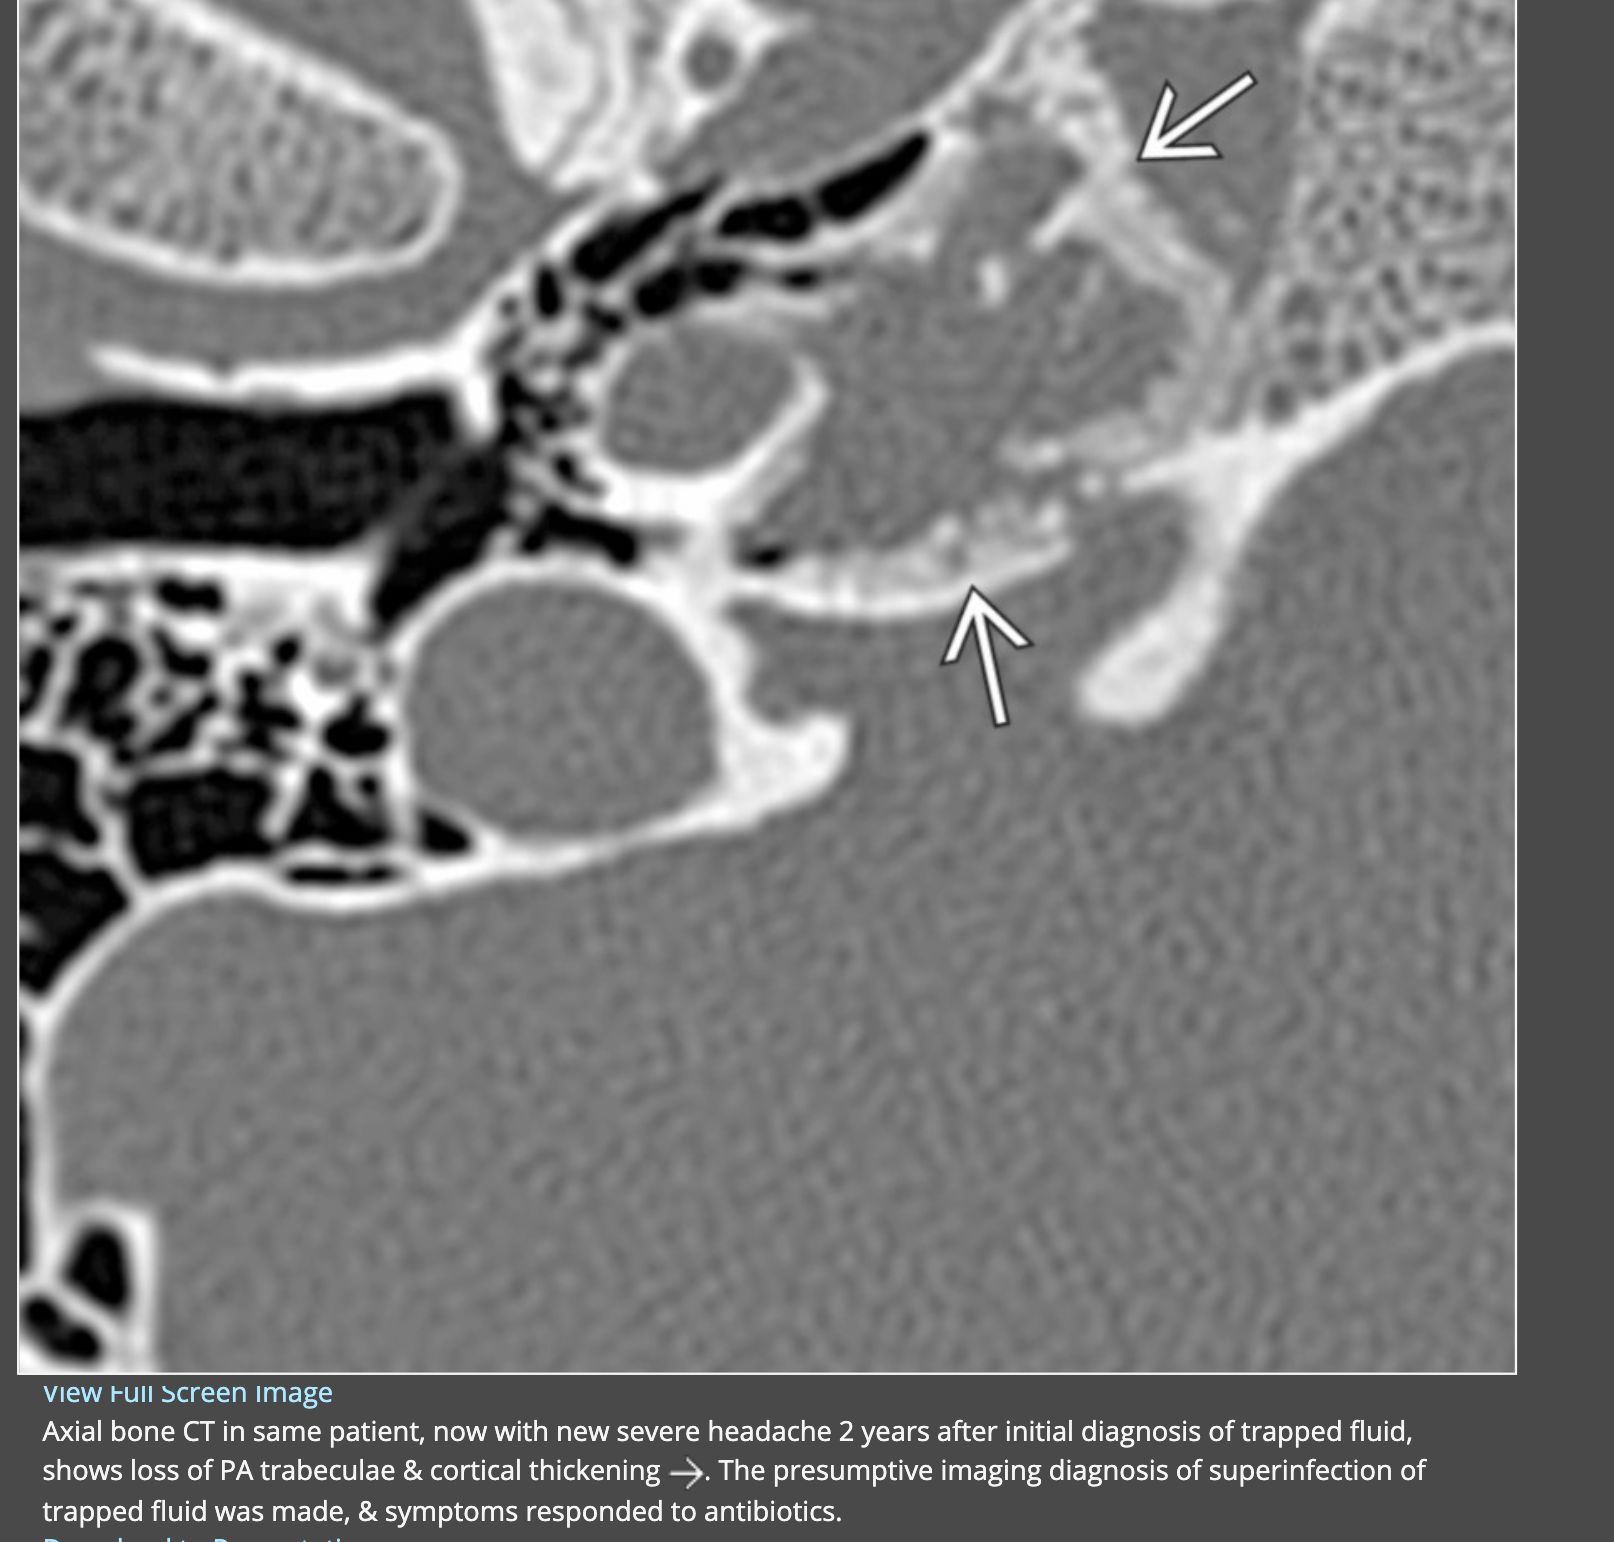 View Full Screen Image
Axial bone CT in same patient, now with new severe headache 2 years after initial diagnosis of trapped fluid,
shows loss of PA trabeculae & cortical thickening →. The presumptive imaging diagnosis of superinfection of
trapped fluid was made, & symptoms responded to antibiotics.